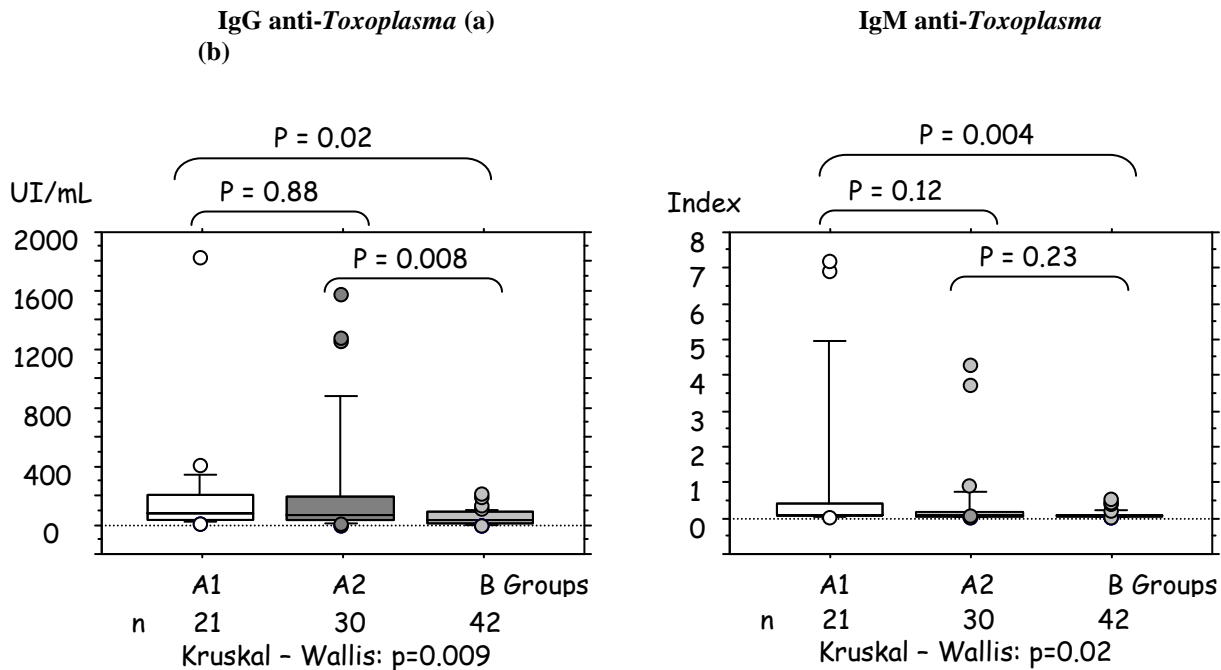 IgG anti-Toxoplasma (a)
IgM anti-Toxoplasma
(b)
P = 0.02
P = 0.88
UI/mL
2000
1600
1200
800
400
0
P = 0.008
A1 A2 B Groups
n 21 30 42
Kruskal – Wallis: p=0.009
P = 0.004
P = 0.12
Index
8
7
6
5
4
3
2
1
0
P = 0.23
A1 A2 B Groups
n 21 30 42
Kruskal – Wallis: p=0.02